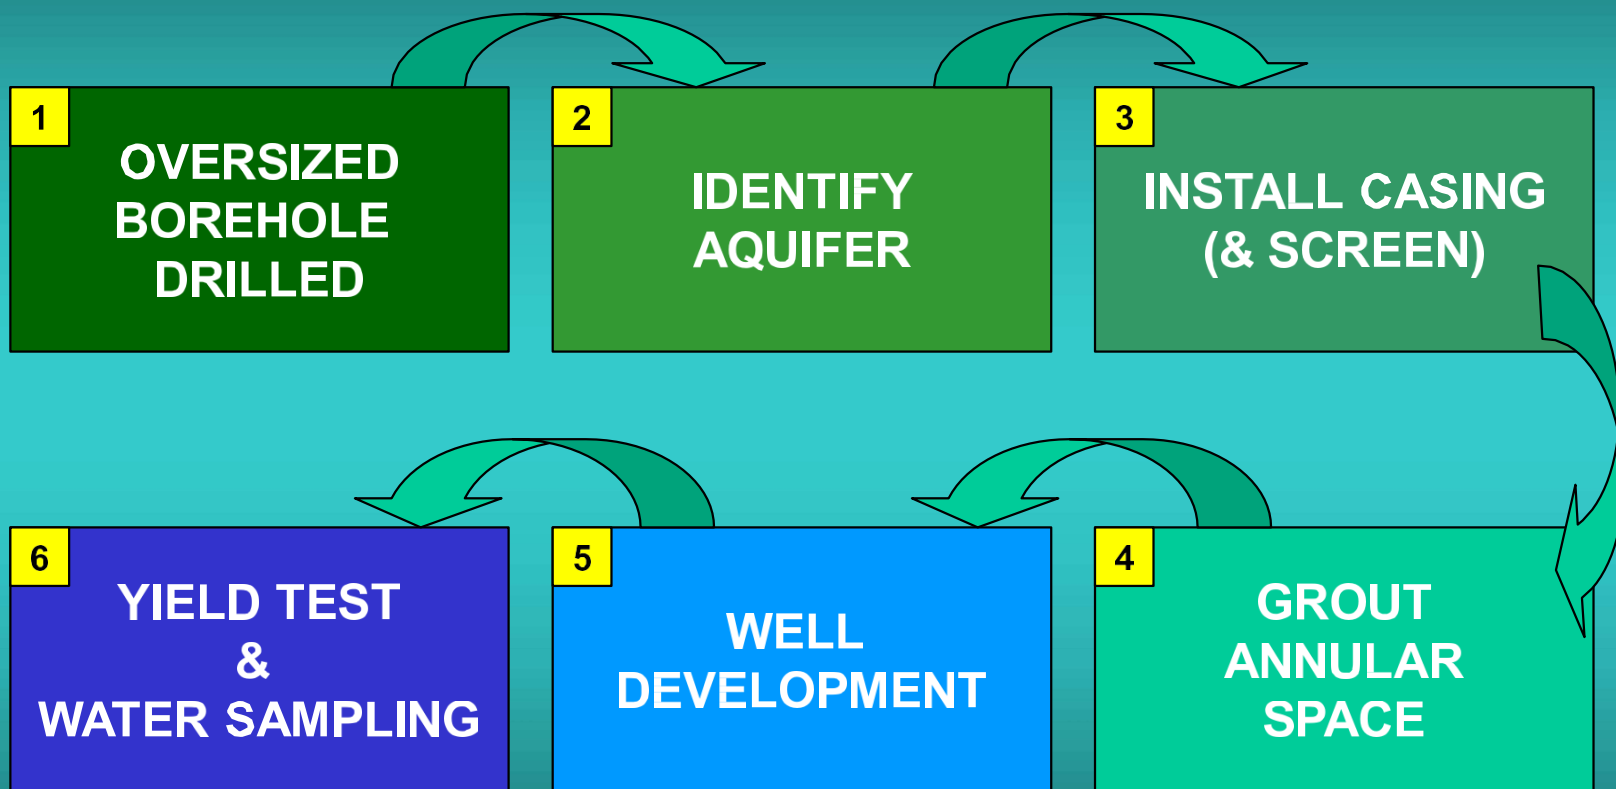 1
OVERSIZED
BOREHOLE
DRILLED
2
IDENTIFY
AQUIFER
3
INSTALL CASING
(& SCREEN)
4
GROUT
ANNULAR
SPACE
5
WELL
DEVELOPMENT
6
YIELD TEST
&
WATER SAMPLING